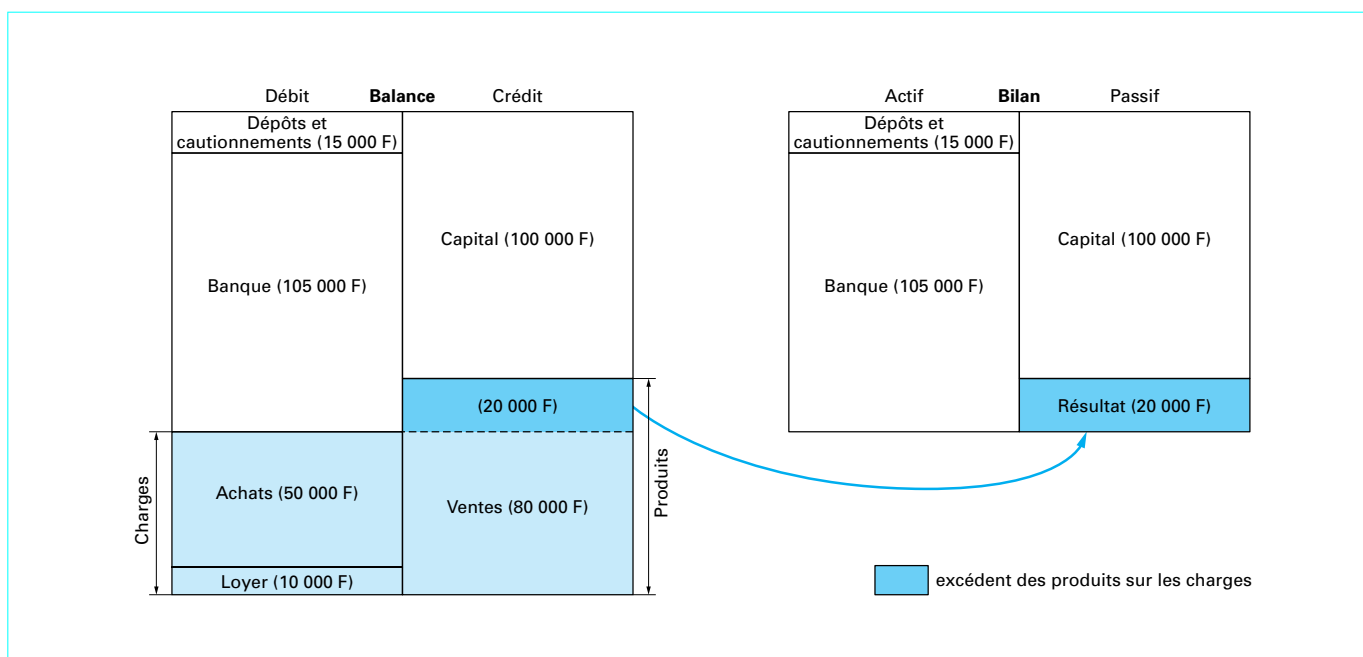 Débit Balance Crédit
Dépôts et
cautionnements (15 000 F)
Banque (105 000 F)
Capital (100 000 F)
(20 000 F)
Charges
Achats (50 000 F)
Ventes (80 000 F)
Produits
Loyer (10 000 F)
Actif Bilan Passif
Dépôts et
cautionnements (15 000 F)
Banque (105 000 F)
Capital (100 000 F)
Résultat (20 000 F)
excédent des produits sur les charges